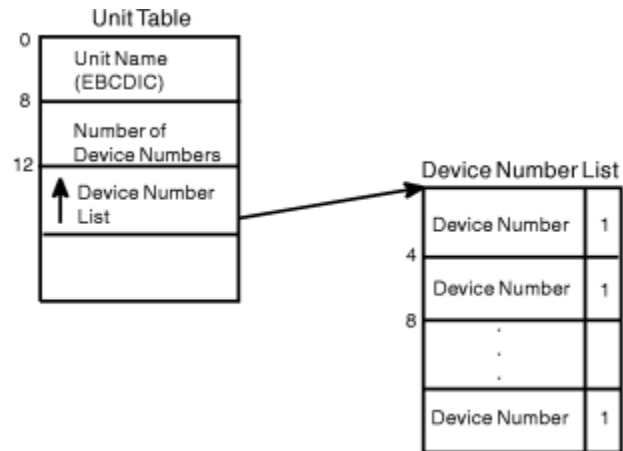 Unit Table
0
Unit Name
(EBCDIC)
8
Number of
Device Numbers
12
Device Number
List
Device Number List
Device Number 1
4
Device Number 1
8
.
.
.
Device Number 1